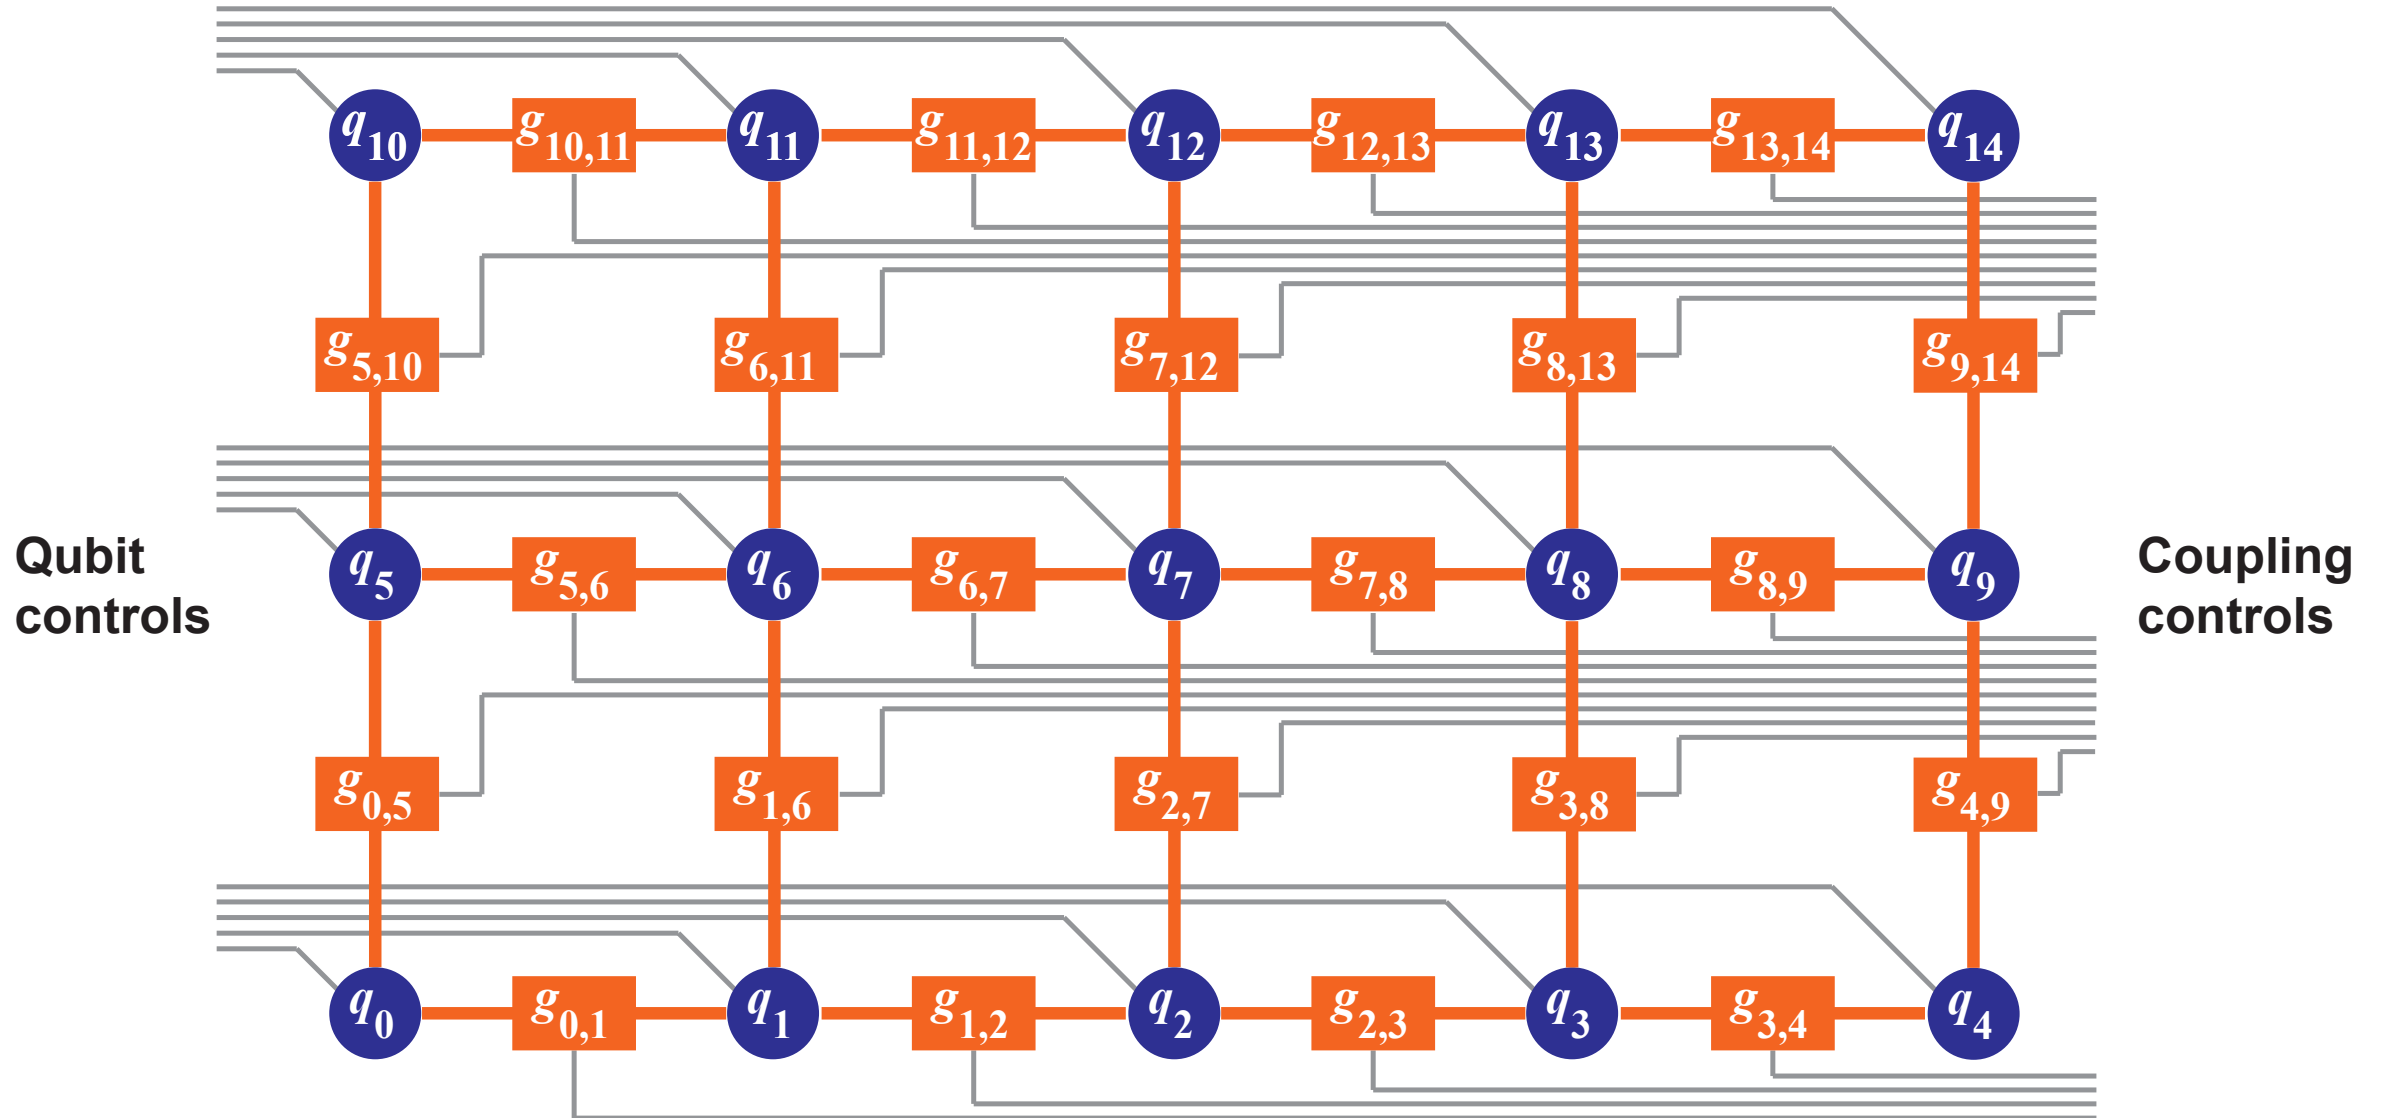 q10 g10,11 q11 g11,12 q12 g12,13 q13 g13,14 q14
g5,10 g6,11 g7,12 g8,13 g9,14
Qubit
controls
q5 g5,6 q6 g6,7 q7 g7,8 q8 g8,9 q9
Coupling
controls
g0,5 g1,6 g2,7 g3,8 g4,9
q0 g0,1 q1 g1,2 q2 g2,3 q3 g3,4 q4